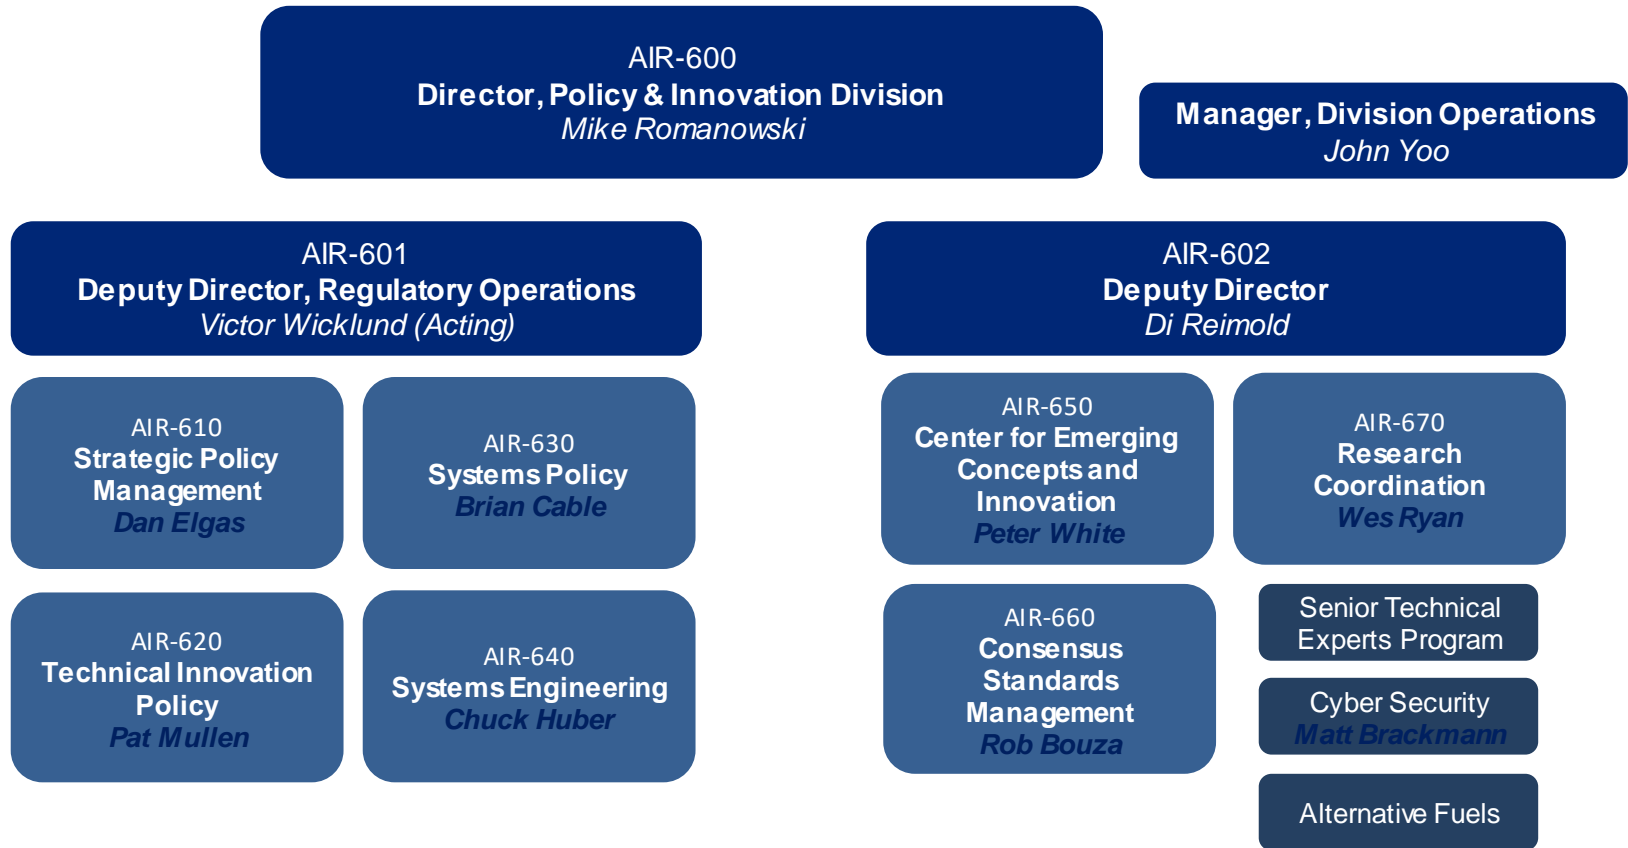 AIR-600
Director, Policy & Innovation Division
Mike Romanowski
Manager, Division Operations
John Yoo
AIR-601
Deputy Director, Regulatory Operations
Victor Wicklund (Acting)
AIR-602
Deputy Director
Di Reimold
AIR-610
Strategic Policy
Management
Dan Elgas
AIR-630
Systems Policy
Brian Cable
AIR-650
Center for Emerging
Concepts and
Innovation
Peter White
AIR-670
Research
Coordination
Wes Ryan
AIR-620
Technical Innovation
Policy
Pat Mullen
AIR-640
Systems Engineering
Chuck Huber
AIR-660
Consensus
Standards
Management
Rob Bouza
Senior Technical
Experts Program
Cyber Security
Matt Brackmann
Alternative Fuels